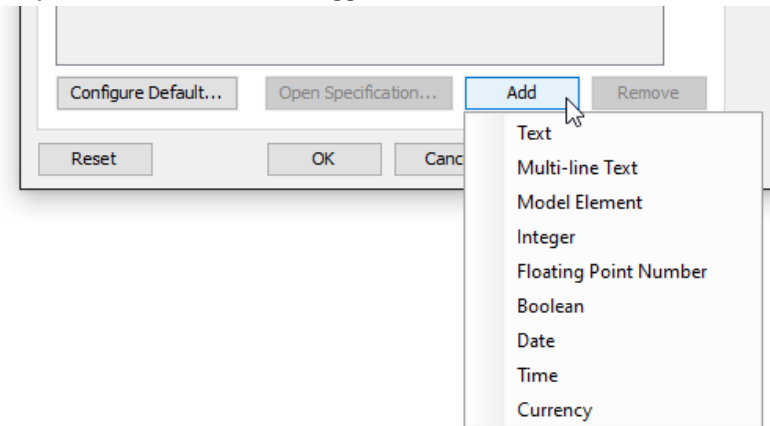 Configure Default... Open Specification... Add Remove
Reset OK Canc
Text
Multi-line Text
Model Element
Integer
Floating Point Number
Boolean
Date
Time
Currency